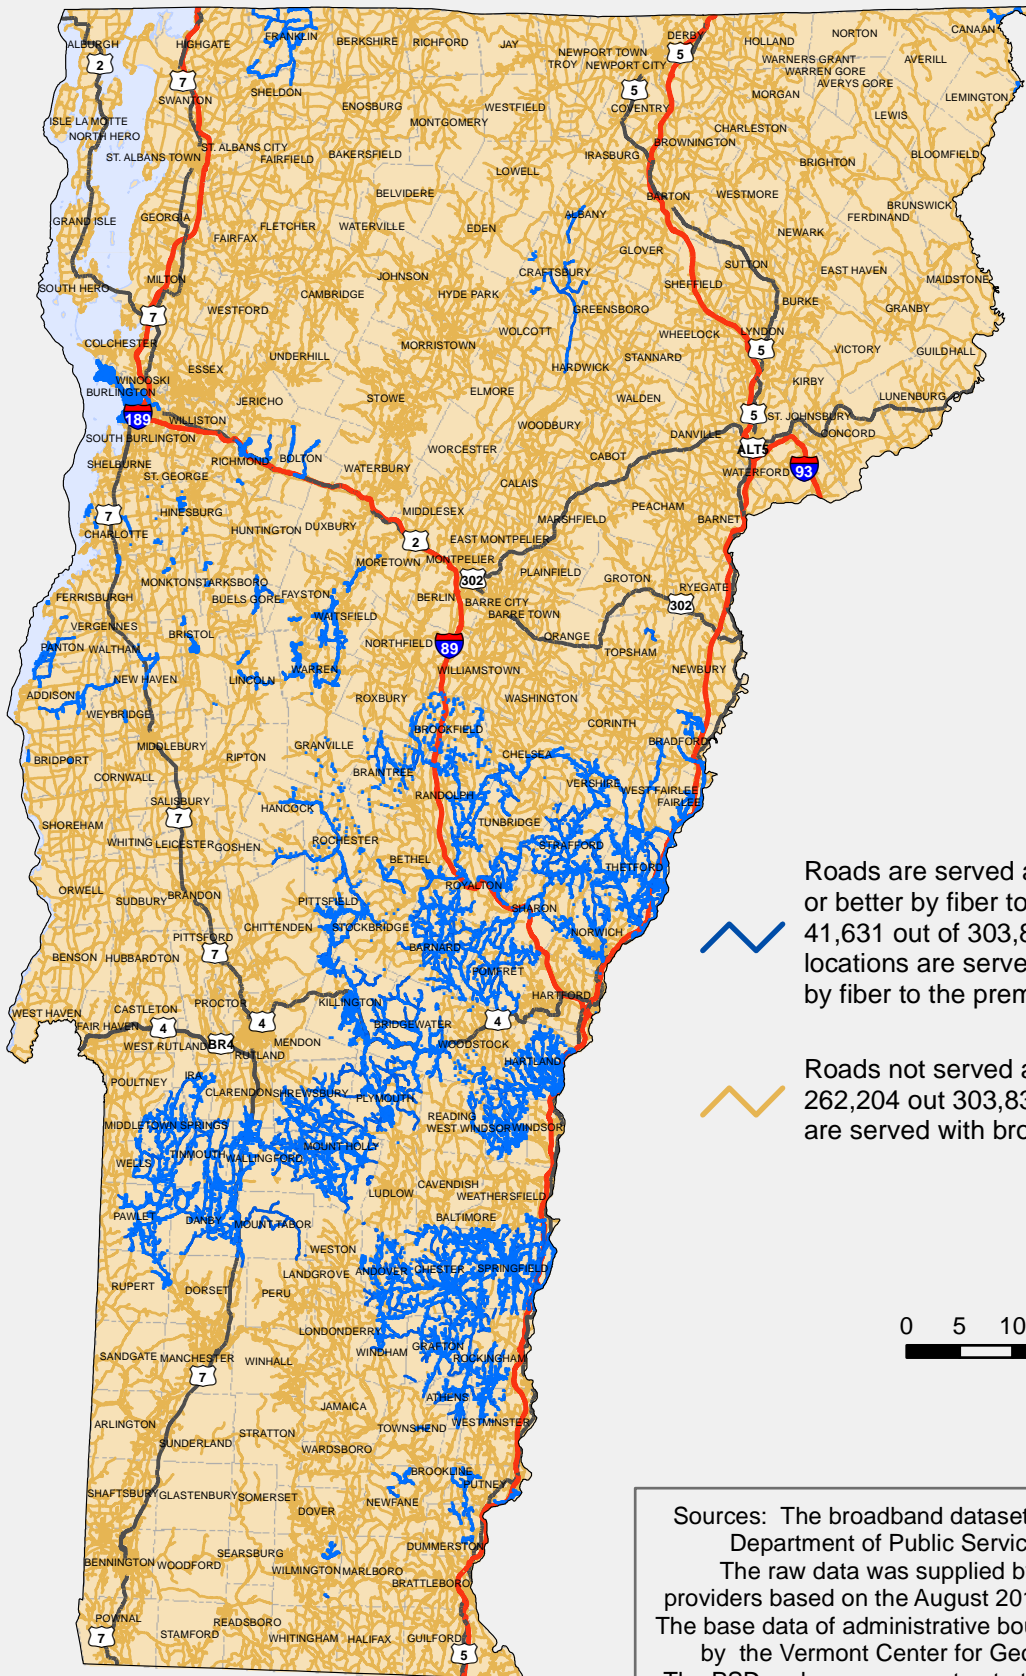 ALBURGH
HIGHGATE
FRANKLIN
BERKSHIRE
RICHFORD
JAY
NEWPORT TOWN
TROY
NEWPORT CITY
DERBY
HOLLAND
NORTON
CANAAN
WARNERS GRANT
WARREN GORE
AVERYS GORE
AVERILL
2
7
5
5
SWANTON
SHELDON
ENOSBURG
MONTGOMERY
WESTFIELD
COVENTRY
MORGAN
LEWIS
LEMINGTON
ISLE LA MOTTE
NORTH HERO
ST. ALBANS TOWN
ST. ALBANS CITY
FAIRFIELD
BAKERSFIELD
LOWELL
IRASBURG
BROWNINGTON
CHARLESTON
BRIGHTON
BLOOMFIELD
BELVIDERE
BARTON
WESTMORE
BRUNSWICK
FERDINAND
GRAND ISLE
GEORGIA
FAIRFAX
FLETCHER
WATERVILLE
EDEN
ALBANY
GLOVER
NEWARK
SUTTON
EAST HAVEN
MAIDSTONE
SOUTH HERO
MILTON
WESTFORD
CAMBRIDGE
JOHNSON
HYDE PARK
CRAFTSBURY
GREENSBORO
SHEFFIELD
BURKE
GRANBY
7
COLCHESTER
ESSEX
UNDERHILL
MORRISTOWN
WOLCOTT
HARDWICK
STANNARD
WHEELOCK
LYNDON
5
VICTORY
GUILDHALL
WINOOSKI
BURLINGTON
JERICHO
STOWE
ELMORE
WALDEN
KIRBY
LUNENBURG
189
WILLISTON
SOUTH BURLINGTON
WOODBURY
DANVILLE
5
ST. JOHNSBURY
CONCORD
SHELBURNE
ST. GEORGE
RICHMOND
BOLTON
WATERBURY
WORCESTER
CALAIS
CABOT
ALT5
WATERFORD
93
7
CHARLOTTE
HINESBURG
HUNTINGTON
DUXBURY
MIDDLESEX
2
EAST MONTPELIER
MARSHFIELD
PEACHAM
BARNET
MORETOWN
MONTPELIER
302
PLAINFIELD
GROTON
RYEGATE
302
MONKTON
STARKSBORO
BUELS GORE
FAYSTON
WAITSFIELD
BERLIN
BARRE CITY
BARRE TOWN
FERRISBURGH
VERGENNES
PANTON
WALTHAM
BRISTOL
NORTHFIELD
89
ORANGE
TOPSHAM
NEWBURY
ADDISON
NEW HAVEN
LINCOLN
WARREN
WILLIAMSTOWN
WEYBRIDGE
ROXBURY
WASHINGTON
CORINTH
BROOKFIELD
BRADFORD
BRIDPORT
MIDDLEBURY
RIPTON
GRANVILLE
BRAINTREE
CHELSEA
VERSHIRE
WEST FAIRLEE
FAIRLEE
CORNWALL
SALISBURY
7
HANCOCK
RANDOLPH
TUNBRIDGE
SHOREHAM
WHITING
LEICESTER
GOSHEN
ROCHESTER
BETHEL
STRAFFORD
THETFORD
ORWELL
SUDBURY
BRANDON
PITTSFIELD
ROYALTON
SHARON
NORWICH
CHITTENDEN
STOCKBRIDGE
BARNARD
PITTSFORD
7
BENSON
HUBBARDTON
POMFRET
HARTFORD
WEST HAVEN
CASTLETON
PROCTOR
KILLINGTON
BRIDGEWATER
4
FAIR HAVEN
4
WEST RUTLAND
BR4
4
RUTLAND
MENDON
WOODSTOCK
HARTLAND
POULTNEY
IRA
CLARENDON
SHREWSBURY
PLYMOUTH
READING
WEST WINDSOR
WINDSOR
MIDDLETOWN SPRINGS
WELLS
TINMOUTH
WALLINGFORD
MOUNT HOLLY
LUDLOW
CAVENDISH
WEATHERSFIELD
BALTIMORE
PAWLET
DANBY
MOUNT TABOR
WESTON
ANDOVER
CHESTER
SPRINGFIELD
RUPERT
DORSET
PERU
LANDGROVE
LONDONDERRY
WINDHAM
GRAFTON
ROCKINGHAM
SANDGATE
MANCHESTER
7
WINHALL
JAMAICA
ATHENS
TOWNSHEND
WESTMINSTER
ARLINGTON
SUNDERLAND
STRATTON
WARDSBORO
BROOKLINE
PUTNEY
SHAFTSBURY
GLASTENBURY
SOMERSET
DOVER
NEWFANE
DUMMERSTON
BENNINGTON
WOODFORD
SEARSBURG
WILMINGTON
MARLBORO
BRATTLEBORO
POWNAL
7
STAMFORD
READSBORO
WHITINGHAM
HALIFAX
GUILFORD
5
Roads are served a
or better by fiber to
41,631 out of 303,8
locations are serve
by fiber to the prem
Roads not served a
262,204 out 303,83
are served with bro
0 5 10
Sources: The broadband dataset
Department of Public Servic
The raw data was supplied b
providers based on the August 201
The base data of administrative bou
by the Vermont Center for Geo